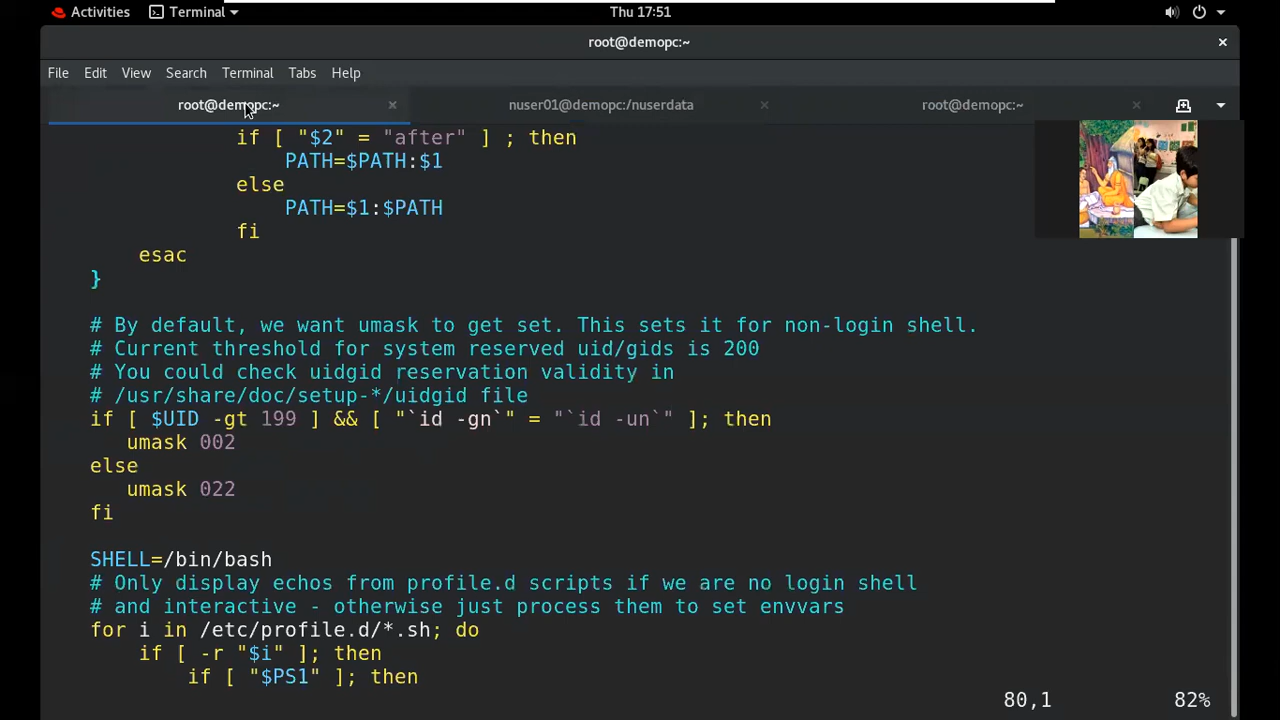 Activities Terminal Thu 17:51
root@demopc:~
File Edit View Search Terminal Tabs Help
root@demopc:~ nuser01@demopc:/nuserdata root@demopc:~
if [ "$2" = "after" ] ; then
PATH=$PATH:$1
else
PATH=$1:$PATH
fi
esac
}
# By default, we want umask to get set. This sets it for non-login shell.
# Current threshold for system reserved uid/gids is 200
# You could check uidgid reservation validity in
# /usr/share/doc/setup-*/uidgid file
if [ $UID -gt 199 ] && [ "`id -gn`" = "`id -un`" ]; then
umask 002
else
umask 022
fi
SHELL=/bin/bash
# Only display echos from profile.d scripts if we are no login shell
# and interactive - otherwise just process them to set envvars
for i in /etc/profile.d/*.sh; do
if [ -r "$i" ]; then
if [ "$PS1" ]; then
80,1 82%